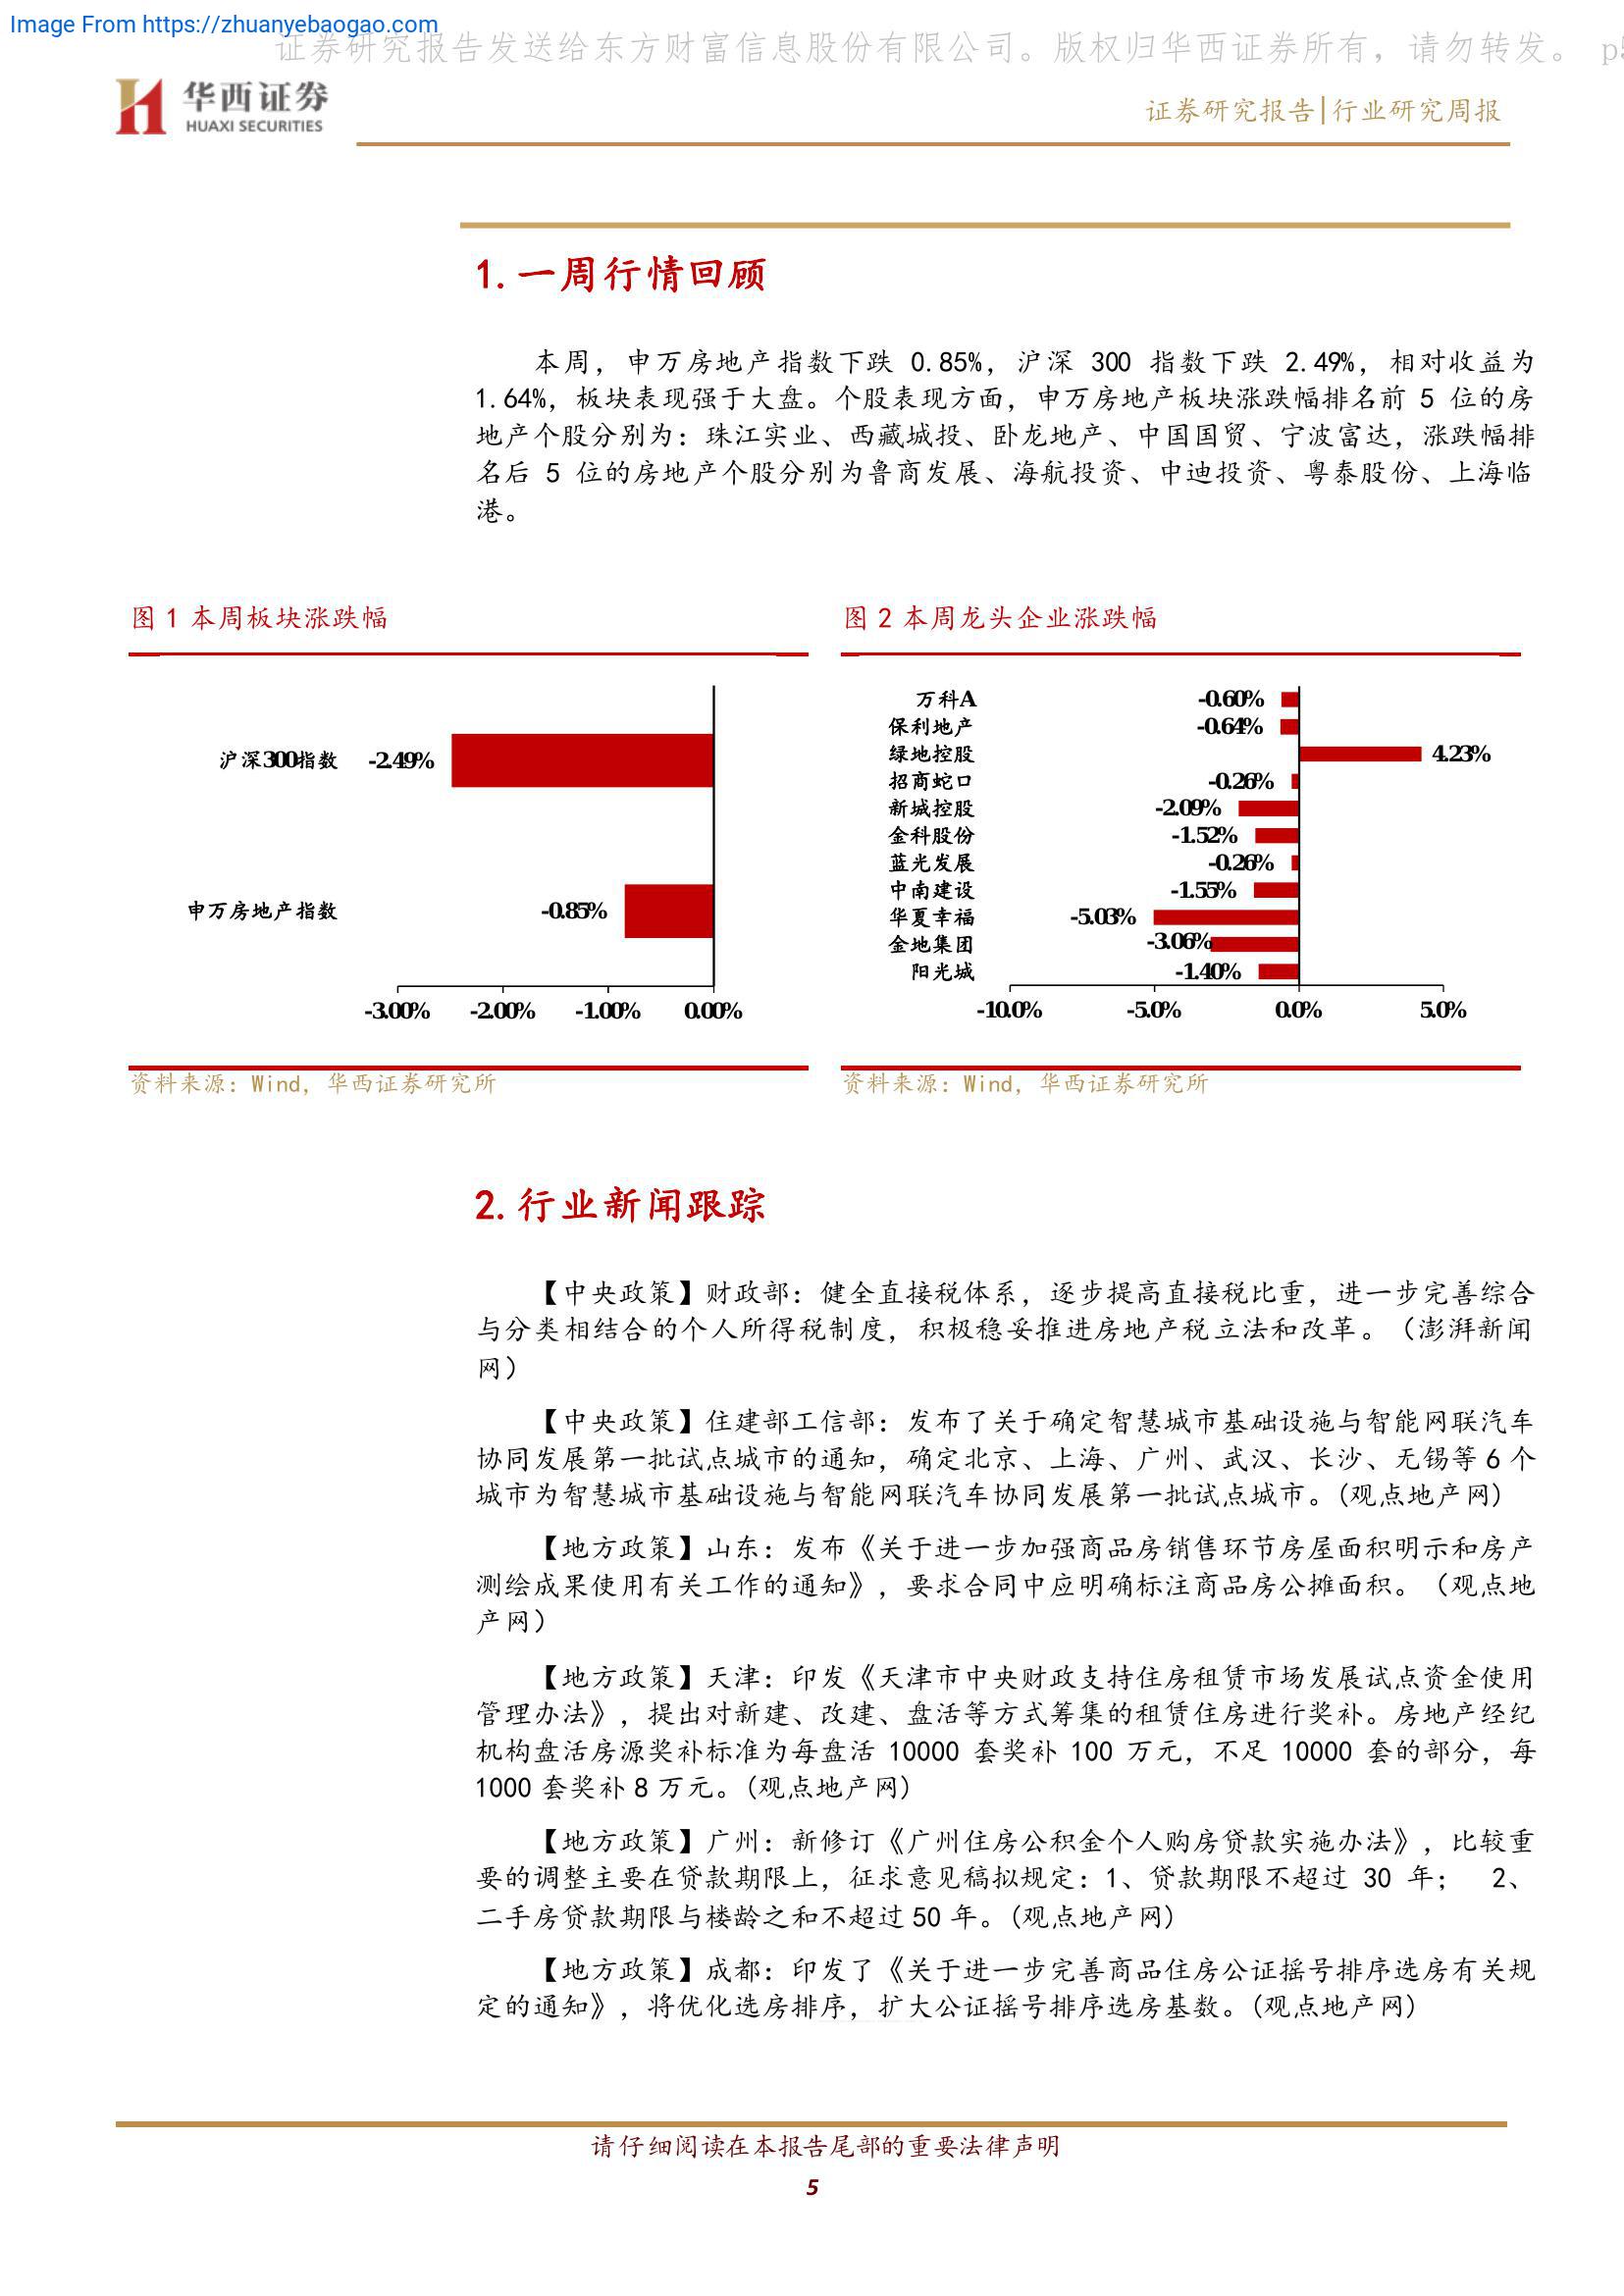 Image From https://zhuanyebaogao.com
证券研究报告发送给东方财富信息股份有限公司。版权归华西证券所有，请勿转发。 p5
华西证券
HUAXI SECURITIES
证券研究报告|行业研究周报
1.一周行情回顾
本周，申万房地产指数下跌 0.85%，沪深 300 指数下跌 2.49%，相对收益为
1.64%，板块表现强于大盘。个股表现方面，申万房地产板块涨跌幅排名前 5 位的房
地产个股分别为：珠江实业、西藏城投、卧龙地产、中国国贸、宁波富达，涨跌幅排
名后 5 位的房地产个股分别为鲁商发展、海航投资、中迪投资、粤泰股份、上海临
港。
图 1 本周板块涨跌幅
沪深300指数 -2.49%
申万房地产指数 -0.85%
-3.00% -2.00% -1.00% 0.00%
资料来源：Wind，华西证券研究所
图 2 本周龙头企业涨跌幅
万科A -0.60%
保利地产 -0.64%
绿地控股 4.23%
招商蛇口 -0.26%
新城控股 -2.09%
金科股份 -1.52%
蓝光发展 -0.26%
中南建设 -1.55%
华夏幸福 -5.03%
金地集团 -3.06%
阳光城 -1.40%
-10.0% -5.0% 0.0% 5.0%
资料来源：Wind，华西证券研究所
2.行业新闻跟踪
【中央政策】财政部：健全直接税体系，逐步提高直接税比重，进一步完善综合
与分类相结合的个人所得税制度，积极稳妥推进房地产税立法和改革。（澎湃新闻
网）
【中央政策】住建部工信部：发布了关于确定智慧城市基础设施与智能网联汽车
协同发展第一批试点城市的通知，确定北京、上海、广州、武汉、长沙、无锡等 6 个
城市为智慧城市基础设施与智能网联汽车协同发展第一批试点城市。(观点地产网)
【地方政策】山东：发布《关于进一步加强商品房销售环节房屋面积明示和房产
测绘成果使用有关工作的通知》，要求合同中应明确标注商品房公摊面积。（观点地
产网）
【地方政策】天津：印发《天津市中央财政支持住房租赁市场发展试点资金使用
管理办法》，提出对新建、改建、盘活等方式筹集的租赁住房进行奖补。房地产经纪
机构盘活房源奖补标准为每盘活 10000 套奖补 100 万元，不足 10000 套的部分，每
1000 套奖补 8 万元。(观点地产网)
【地方政策】广州：新修订《广州住房公积金个人购房贷款实施办法》，比较重
要的调整主要在贷款期限上，征求意见稿拟规定：1、贷款期限不超过 30 年； 2、
二手房贷款期限与楼龄之和不超过 50 年。(观点地产网)
【地方政策】成都：印发了《关于进一步完善商品住房公证摇号排序选房有关规
定的通知》，将优化选房排序，扩大公证摇号排序选房基数。(观点地产网)
请仔细阅读在本报告尾部的重要法律声明
5